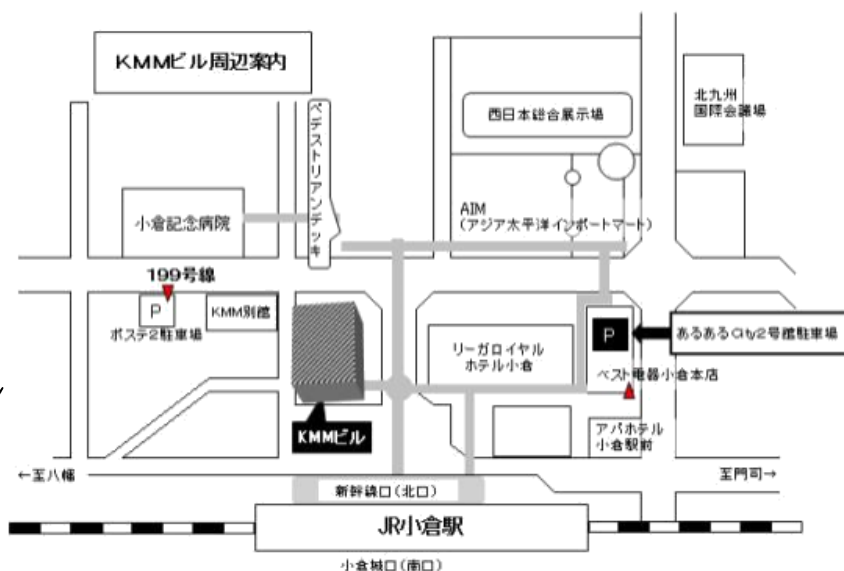 KMMビル周辺案内
ペデストリアンデッキ
西日本総合展示場
北九州
国際会議場
小倉記念病院
AIM
(アジア太平洋インポートマート)
199号線
P
KMM別館
ポステ2駐車場
リーガロイヤル
ホテル小倉
P
あるあるCity2号館駐車場
ベスト電器小倉本店
KMMビル
アパホテル
小倉駅前
←至八幡
至門司→
新幹線口(北口)
JR小倉駅
小倉城口(南口)